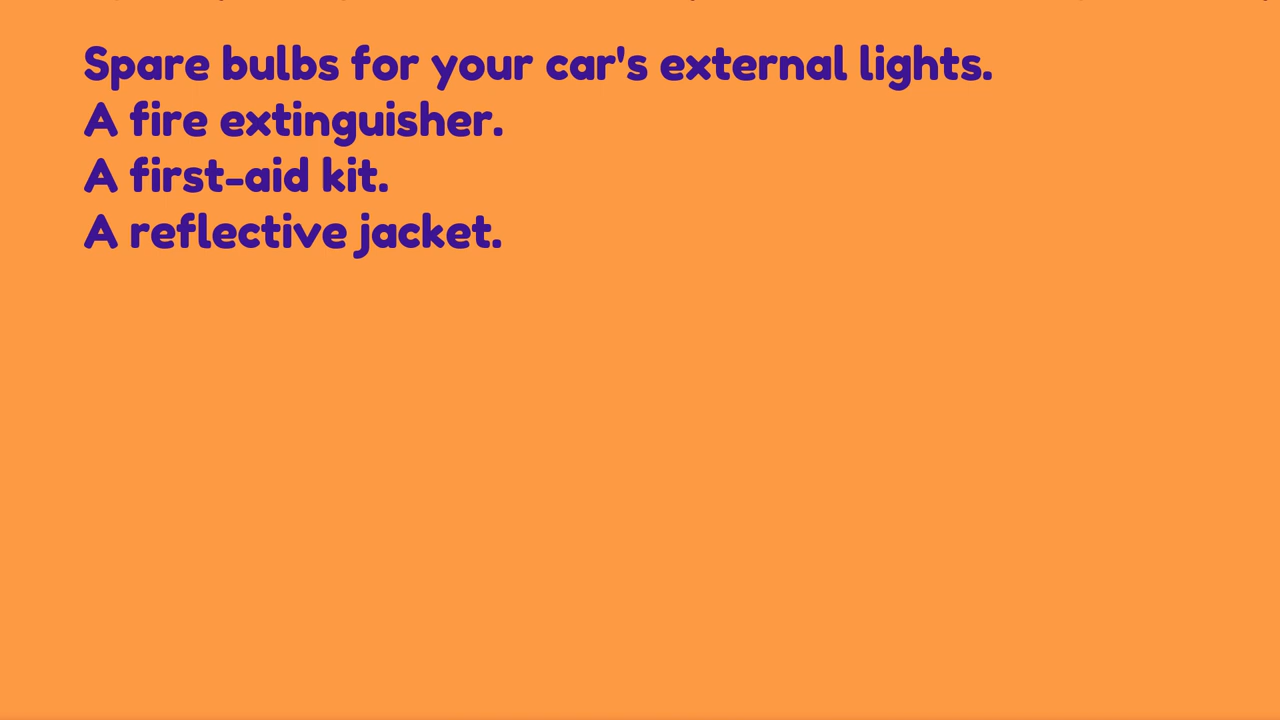 Spare bulbs for your car's external lights.
A fire extinguisher.
A first-aid kit.
A reflective jacket.